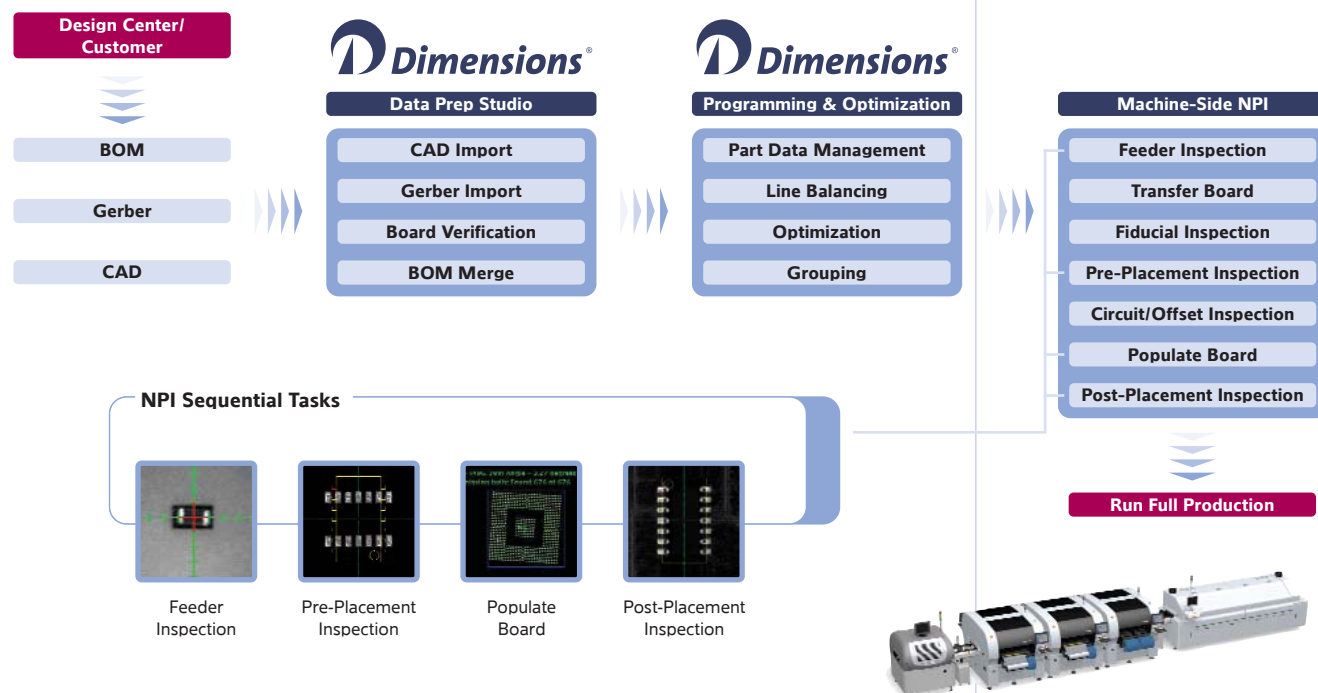 Design Center/
Customer
BOM
Gerber
CAD
Dimensions®
Data Prep Studio
CAD Import
Gerber Import
Board Verification
BOM Merge
Dimensions®
Programming & Optimization
Part Data Management
Line Balancing
Optimization
Grouping
Machine-Side NPI
Feeder Inspection
Transfer Board
Fiducial Inspection
Pre-Placement Inspection
Circuit/Offset Inspection
Populate Board
Post-Placement Inspection
Run Full Production
NPI Sequential Tasks
Feeder
Inspection
Pre-Placement
Inspection
Populate
Board
Post-Placement
Inspection